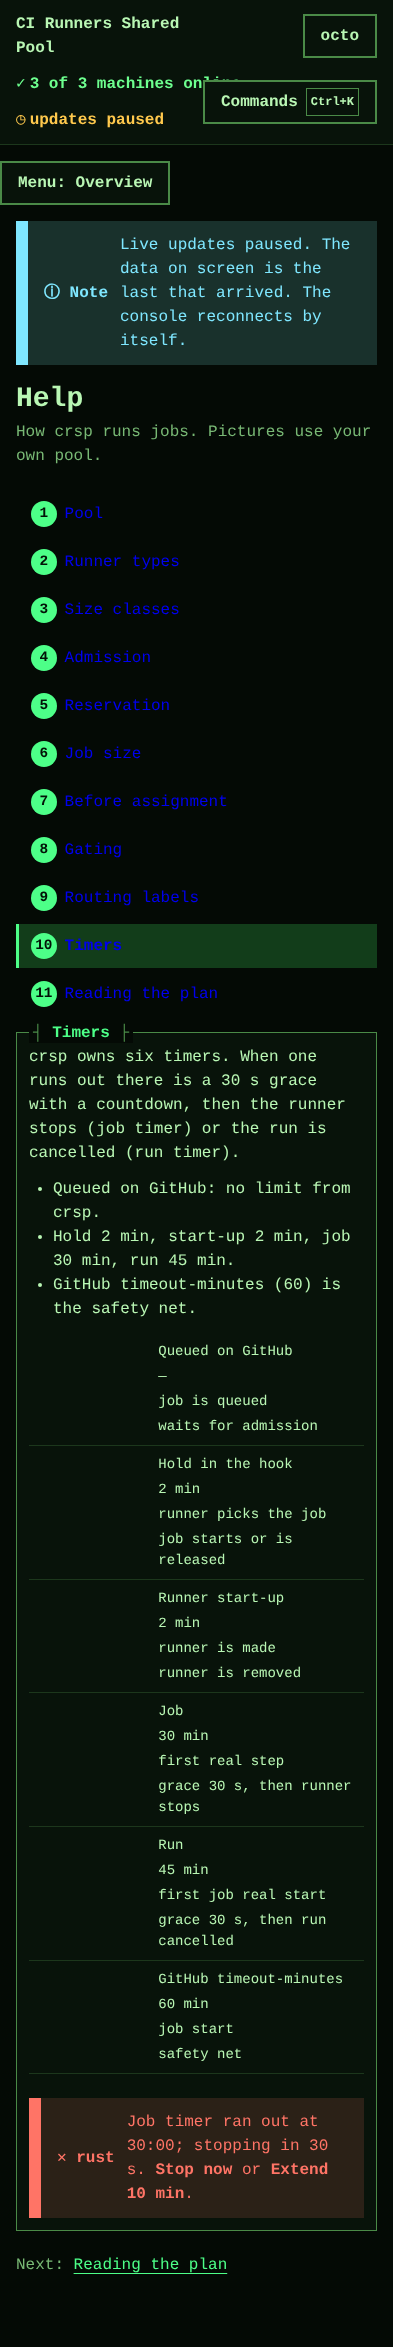 CI Runners Shared
Pool
octo
✓ 3 of 3 machines online
Commands Ctrl+K
◷ updates paused
Menu: Overview
ⓘ Note
Live updates paused. The
data on screen is the
last that arrived. The
console reconnects by
itself.
Help
How crsp runs jobs. Pictures use your
own pool.
1 Pool
2 Runner types
3 Size classes
4 Admission
5 Reservation
6 Job size
7 Before assignment
8 Gating
9 Routing labels
10 Timers
11 Reading the plan
┤ Timers ├
crsp owns six timers. When one
runs out there is a 30 s grace
with a countdown, then the runner
stops (job timer) or the run is
cancelled (run timer).
• Queued on GitHub: no limit from
crsp.
• Hold 2 min, start-up 2 min, job
30 min, run 45 min.
• GitHub timeout-minutes (60) is
the safety net.
Queued on GitHub
—
job is queued
waits for admission
Hold in the hook
2 min
runner picks the job
job starts or is
released
Runner start-up
2 min
runner is made
runner is removed
Job
30 min
first real step
grace 30 s, then runner
stops
Run
45 min
first job real start
grace 30 s, then run
cancelled
GitHub timeout-minutes
60 min
job start
safety net
✕ rust
Job timer ran out at
30:00; stopping in 30
s. Stop now or Extend
10 min.
Next: Reading the plan